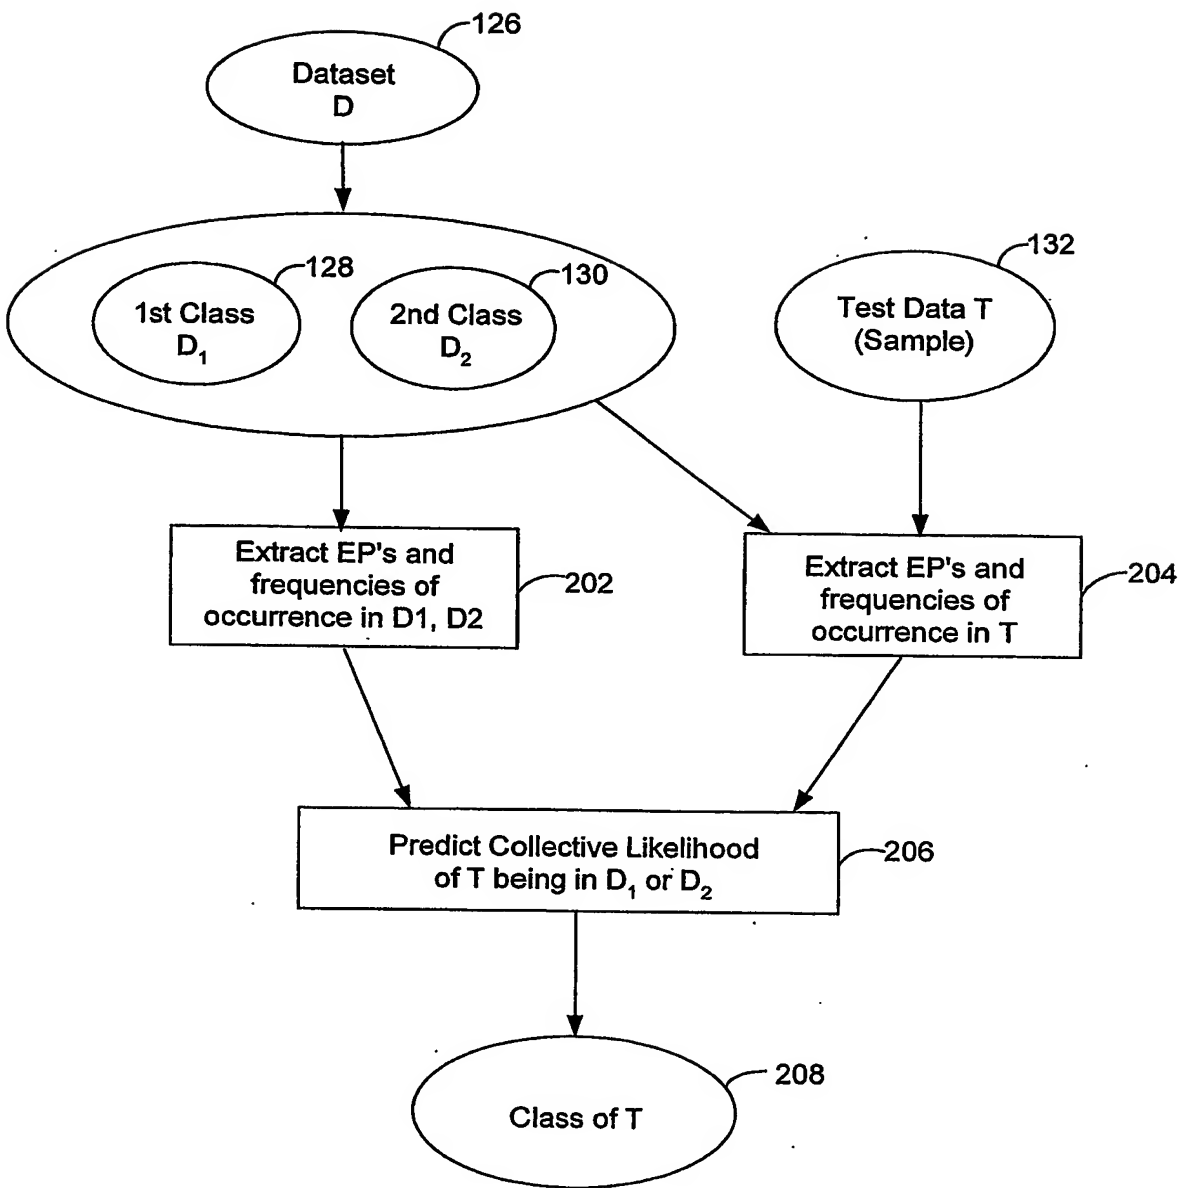 126
Dataset
D
128
130
132
1st Class
D₁
2nd Class
D₂
Test Data T
(Sample)
Extract EP's and
frequencies of
occurrence in D1, D2
202
Extract EP's and
frequencies of
occurrence in T
204
Predict Collective Likelihood
of T being in D₁ or D₂
206
208
Class of T